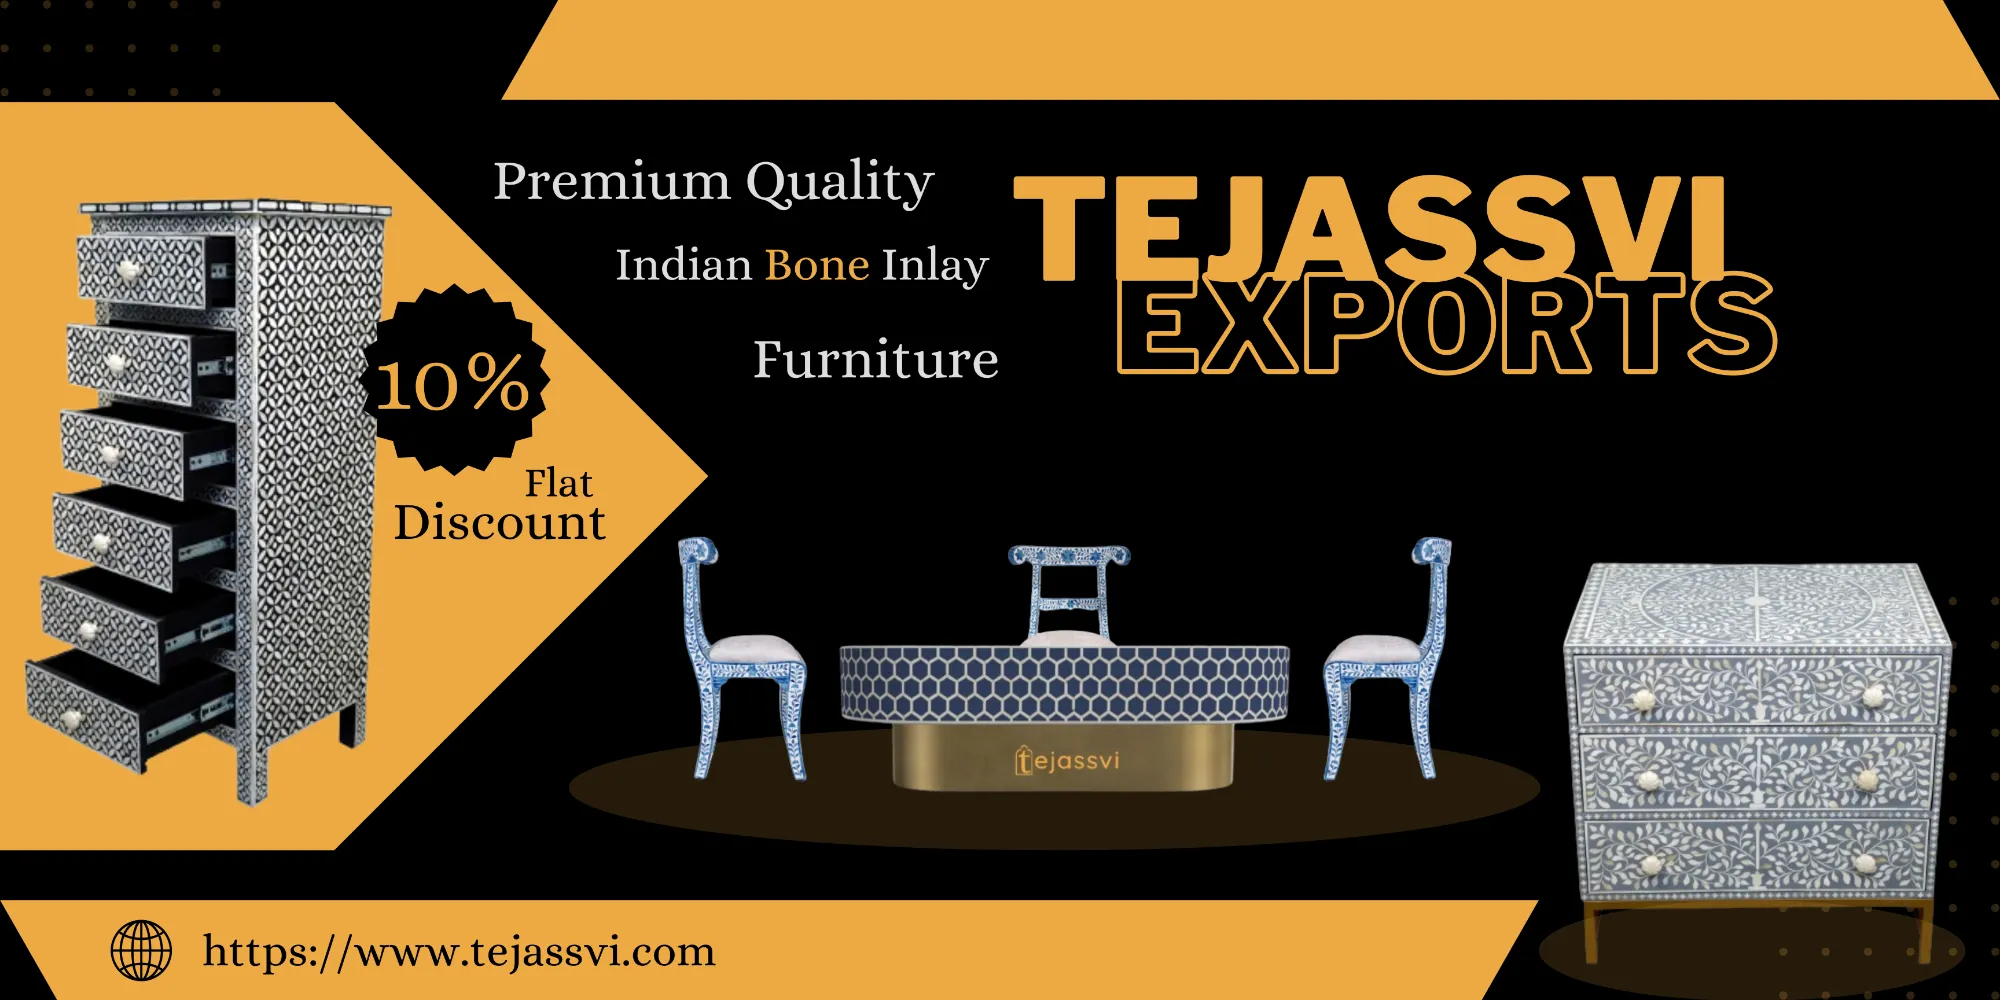 Premium Quality
Indian Bone Inlay
Furniture
TEJASSVI
EXPORTS
10%
Flat
Discount
tejassvi
https://www.tejassvi.com